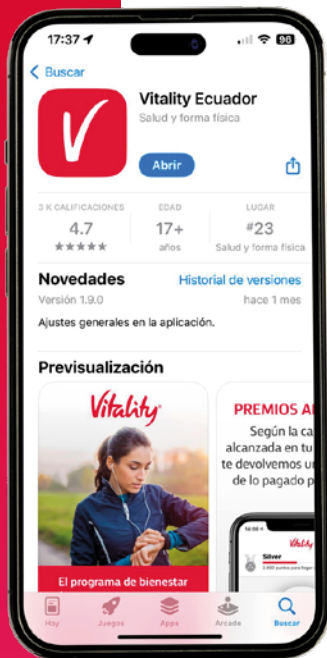 17:37
98
Buscar
Vitality Ecuador
Salud y forma física
Abrir
3 K CALIFICACIONES
EDAD
LUGAR
4.7
17+
#23
años
Salud y forma física
Novedades
Historial de versiones
Versión 1.9.0
hace 1 mes
Ajustes generales en la aplicación.
Previsualización
Vitality
El programa de bienestar
PREMIOS
Según la
alcanzada en tu
te devolvemos
de lo pagado
Vitality
Silver
Hoy
Juegos
Apps
Arcade
Buscar